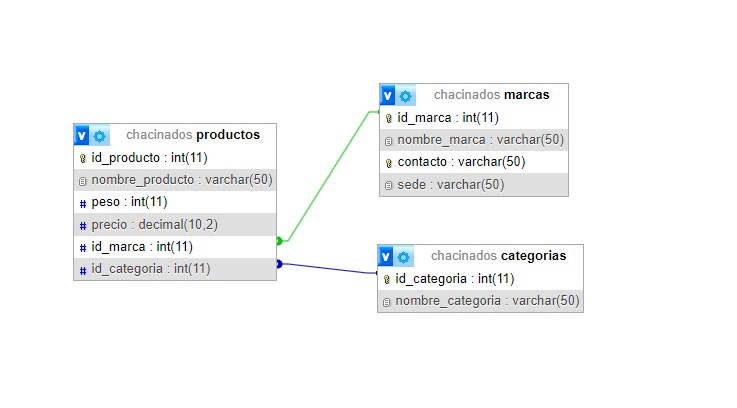 v chacinados productos
id_producto : int(11)
nombre_producto : varchar(50)
# peso : int(11)
# precio : decimal(10,2)
# id_marca : int(11)
# id_categoria : int(11)
v chacinados marcas
id_marca : int(11)
nombre_marca : varchar(50)
contacto : varchar(50)
sede : varchar(50)
v chacinados categorias
id_categoria : int(11)
nombre_categoria : varchar(50)